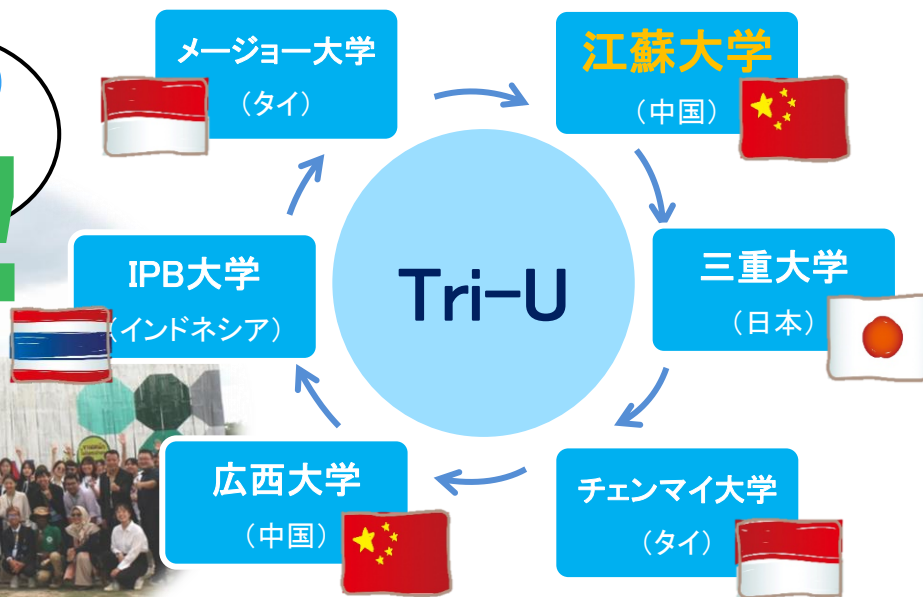 メージョー大学
（タイ）
江蘇大学
（中国）
三重大学
（日本）
チェンマイ大学
（タイ）
広西大学
（中国）
IPB大学
（インドネシア）
Tri-U